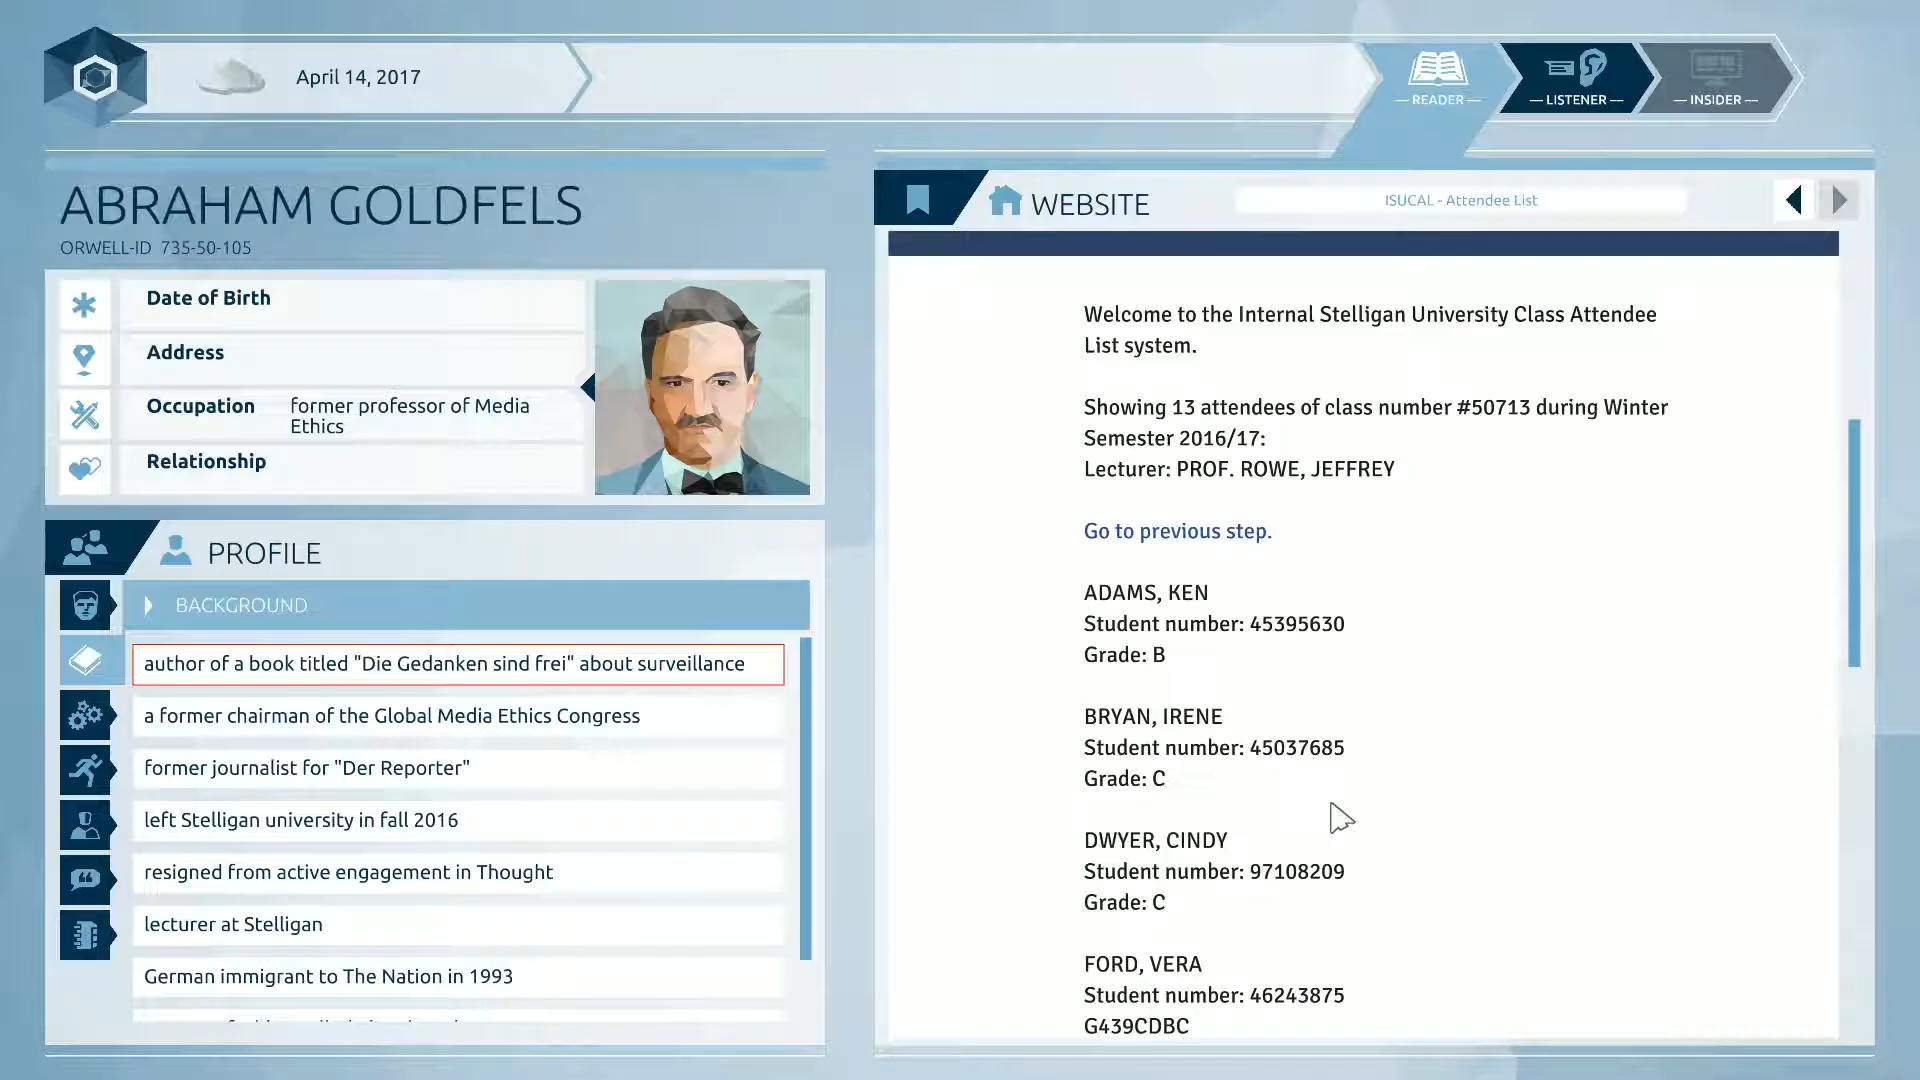 April 14, 2017
READER
LISTENER
INSIDER
ABRAHAM GOLDFELS
ORWELL-ID 735-50-105
Date of Birth
Address
Occupation former professor of Media
Ethics
Relationship
PROFILE
BACKGROUND
author of a book titled "Die Gedanken sind frei" about surveillance
a former chairman of the Global Media Ethics Congress
former journalist for "Der Reporter"
left Stelligan university in fall 2016
resigned from active engagement in Thought
lecturer at Stelligan
German immigrant to The Nation in 1993
WEBSITE
ISUCAL - Attendee List
Welcome to the Internal Stelligan University Class Attendee
List system.
Showing 13 attendees of class number #50713 during Winter
Semester 2016/17:
Lecturer: PROF. ROWE, JEFFREY
Go to previous step.
ADAMS, KEN
Student number: 45395630
Grade: B
BRYAN, IRENE
Student number: 45037685
Grade: C
DWYER, CINDY
Student number: 97108209
Grade: C
FORD, VERA
Student number: 46243875
G439CDBC